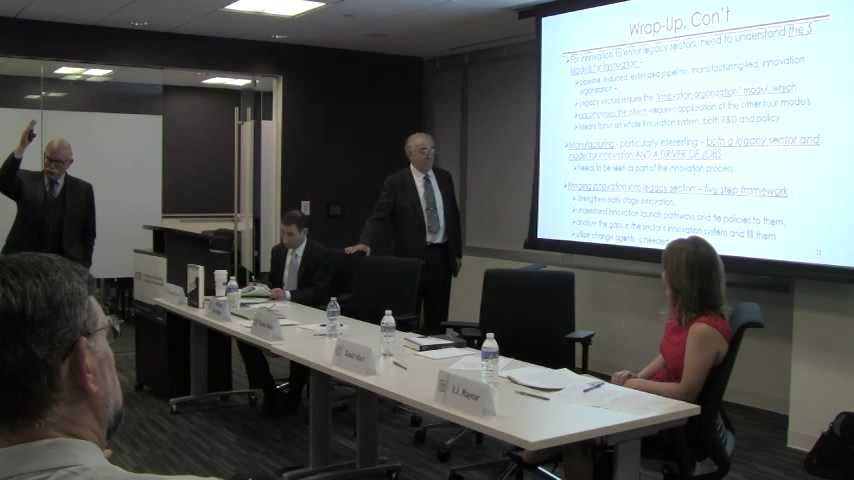 Wrap-Up, Con't
➢For innovation to enter legacy sectors, need to understand the 5
Models for Innovation –
➢pipeline, induced, extended pipeline, manufacturing-led, innovation
organization –
➢Legacy sectors require the "innovation organization" model, which
➢encompasses the others, requires application of the other four models
➢Means focus on whole innovation system, both R&D and policy
➢Manufacturing - particularly interesting – both a legacy sector and
model for innovation AND A DRIVER OF JOBS
➢needs to be seen as part of the innovation process
➢Bringing innovation into legacy sectors – five step framework
➢Strengthen early stage innovation,
➢understand innovation launch pathways and tie policies to them,
➢analyze the gaps in the sector's innovation system and fill them
➢utilize change agents, a needed
David Hart
J.J. Raynor